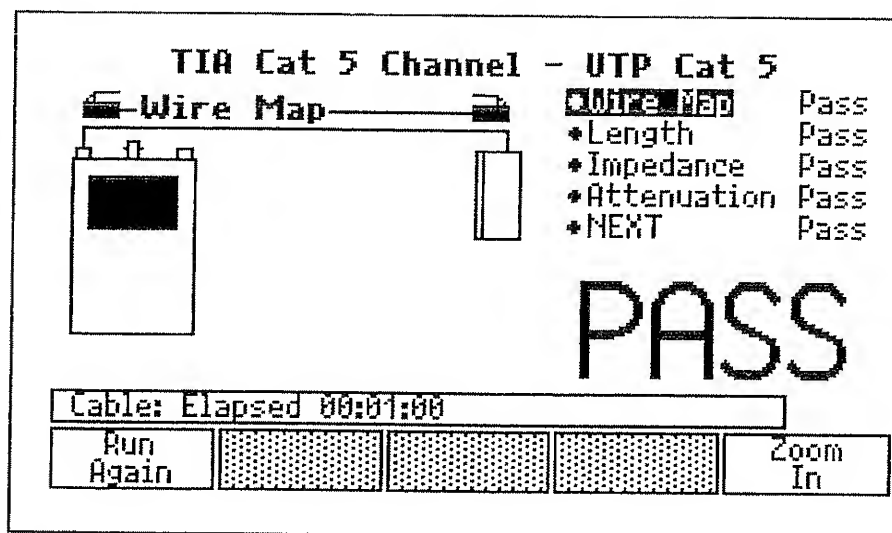 TIA Cat 5 Channel - UTP Cat 5
Wire Map
•Wire Map Pass
•Length Pass
•Impedance Pass
•Attenuation Pass
•NEXT Pass
PASS
Cable: Elapsed 00:01:00
Run
Again
Zoom
In